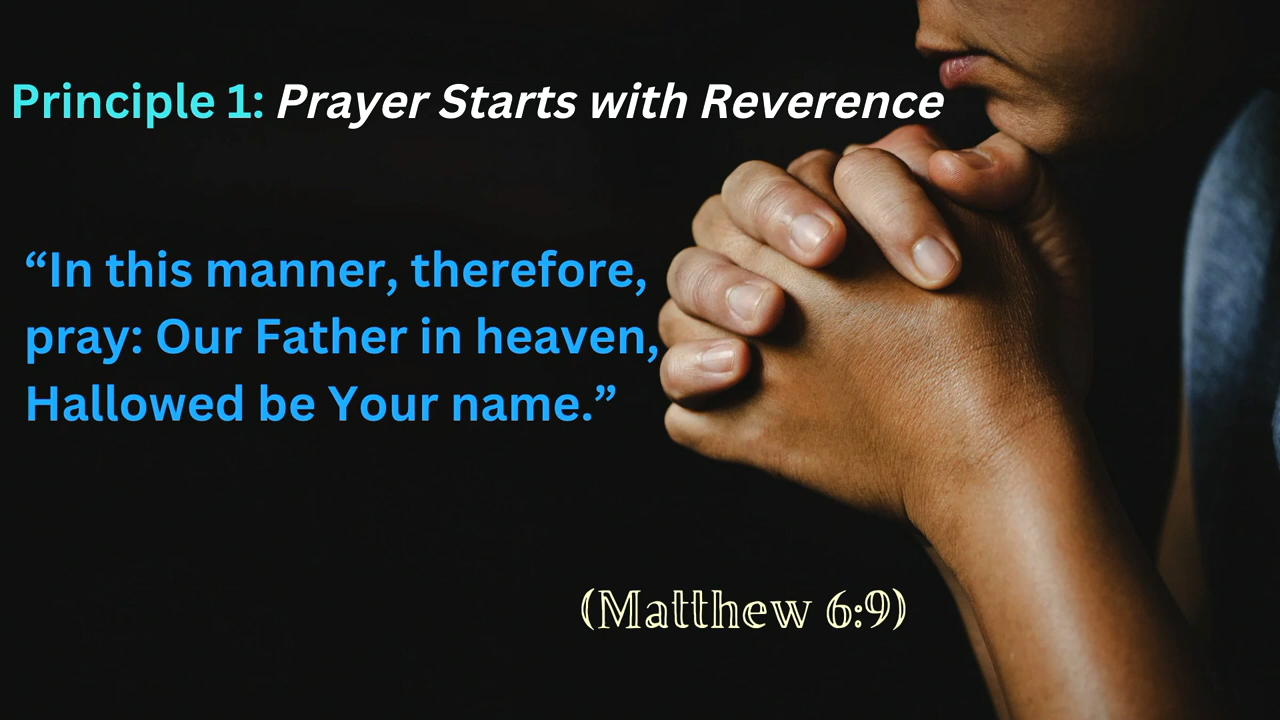 Principle 1: Prayer Starts with Reverence
“In this manner, therefore,
pray: Our Father in heaven,
Hallowed be Your name.”
(Matthew 6:9)